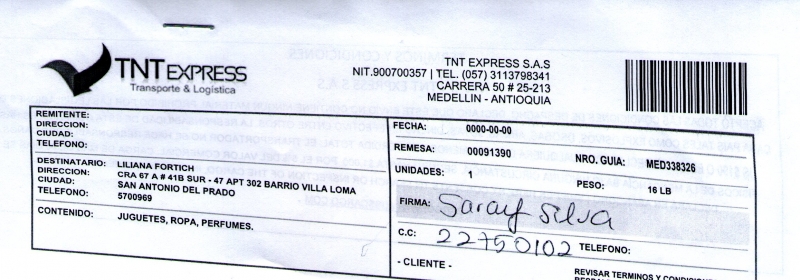 TNT EXPRESS
Transporte & Logística
TNT EXPRESS S.A.S
NIT.900700357 | TEL. (057) 3113798341
CARRERA 50 # 25-213
MEDELLIN - ANTIOQUIA
REMITENTE:
DIRECCION:
CIUDAD:
TELEFONO:
DESTINATARIO: LILIANA FORTICH
DIRECCION: CRA 67 A # 41B SUR - 47 APT 302 BARRIO VILLA LOMA
CIUDAD: SAN ANTONIO DEL PRADO
TELEFONO: 5700969
CONTENIDO: JUGUETES, ROPA, PERFUMES.
FECHA: 0000-00-00
REMESA: 00091390 NRO. GUIA: MED338326
UNIDADES: 1 PESO: 16 LB
FIRMA: Saray Silva
C.C: 22750102 TELEFONO:
- CLIENTE -
REVISAR TERMINOS Y CONDICIONES